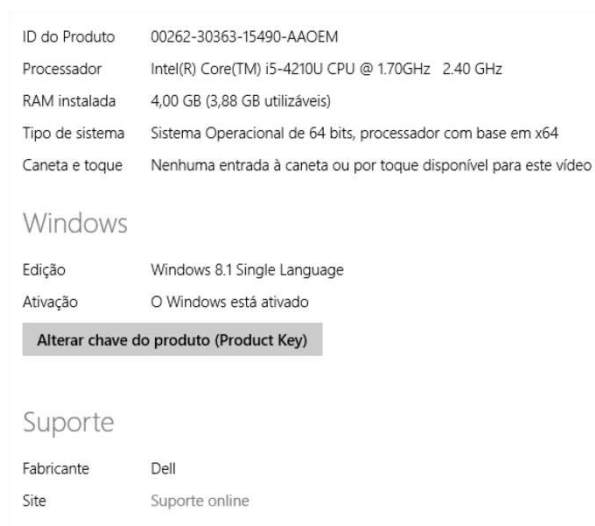 ID do Produto 00262-30363-15490-AAOEM
Processador Intel(R) Core(TM) i5-4210U CPU @ 1.70GHz 2.40 GHz
RAM instalada 4,00 GB (3,88 GB utilizáveis)
Tipo de sistema Sistema Operacional de 64 bits, processador com base em x64
Caneta e toque Nenhuma entrada à caneta ou por toque disponível para este vídeo
Windows
Edição Windows 8.1 Single Language
Ativação O Windows está ativado
Alterar chave do produto (Product Key)
Suporte
Fabricante Dell
Site Suporte online